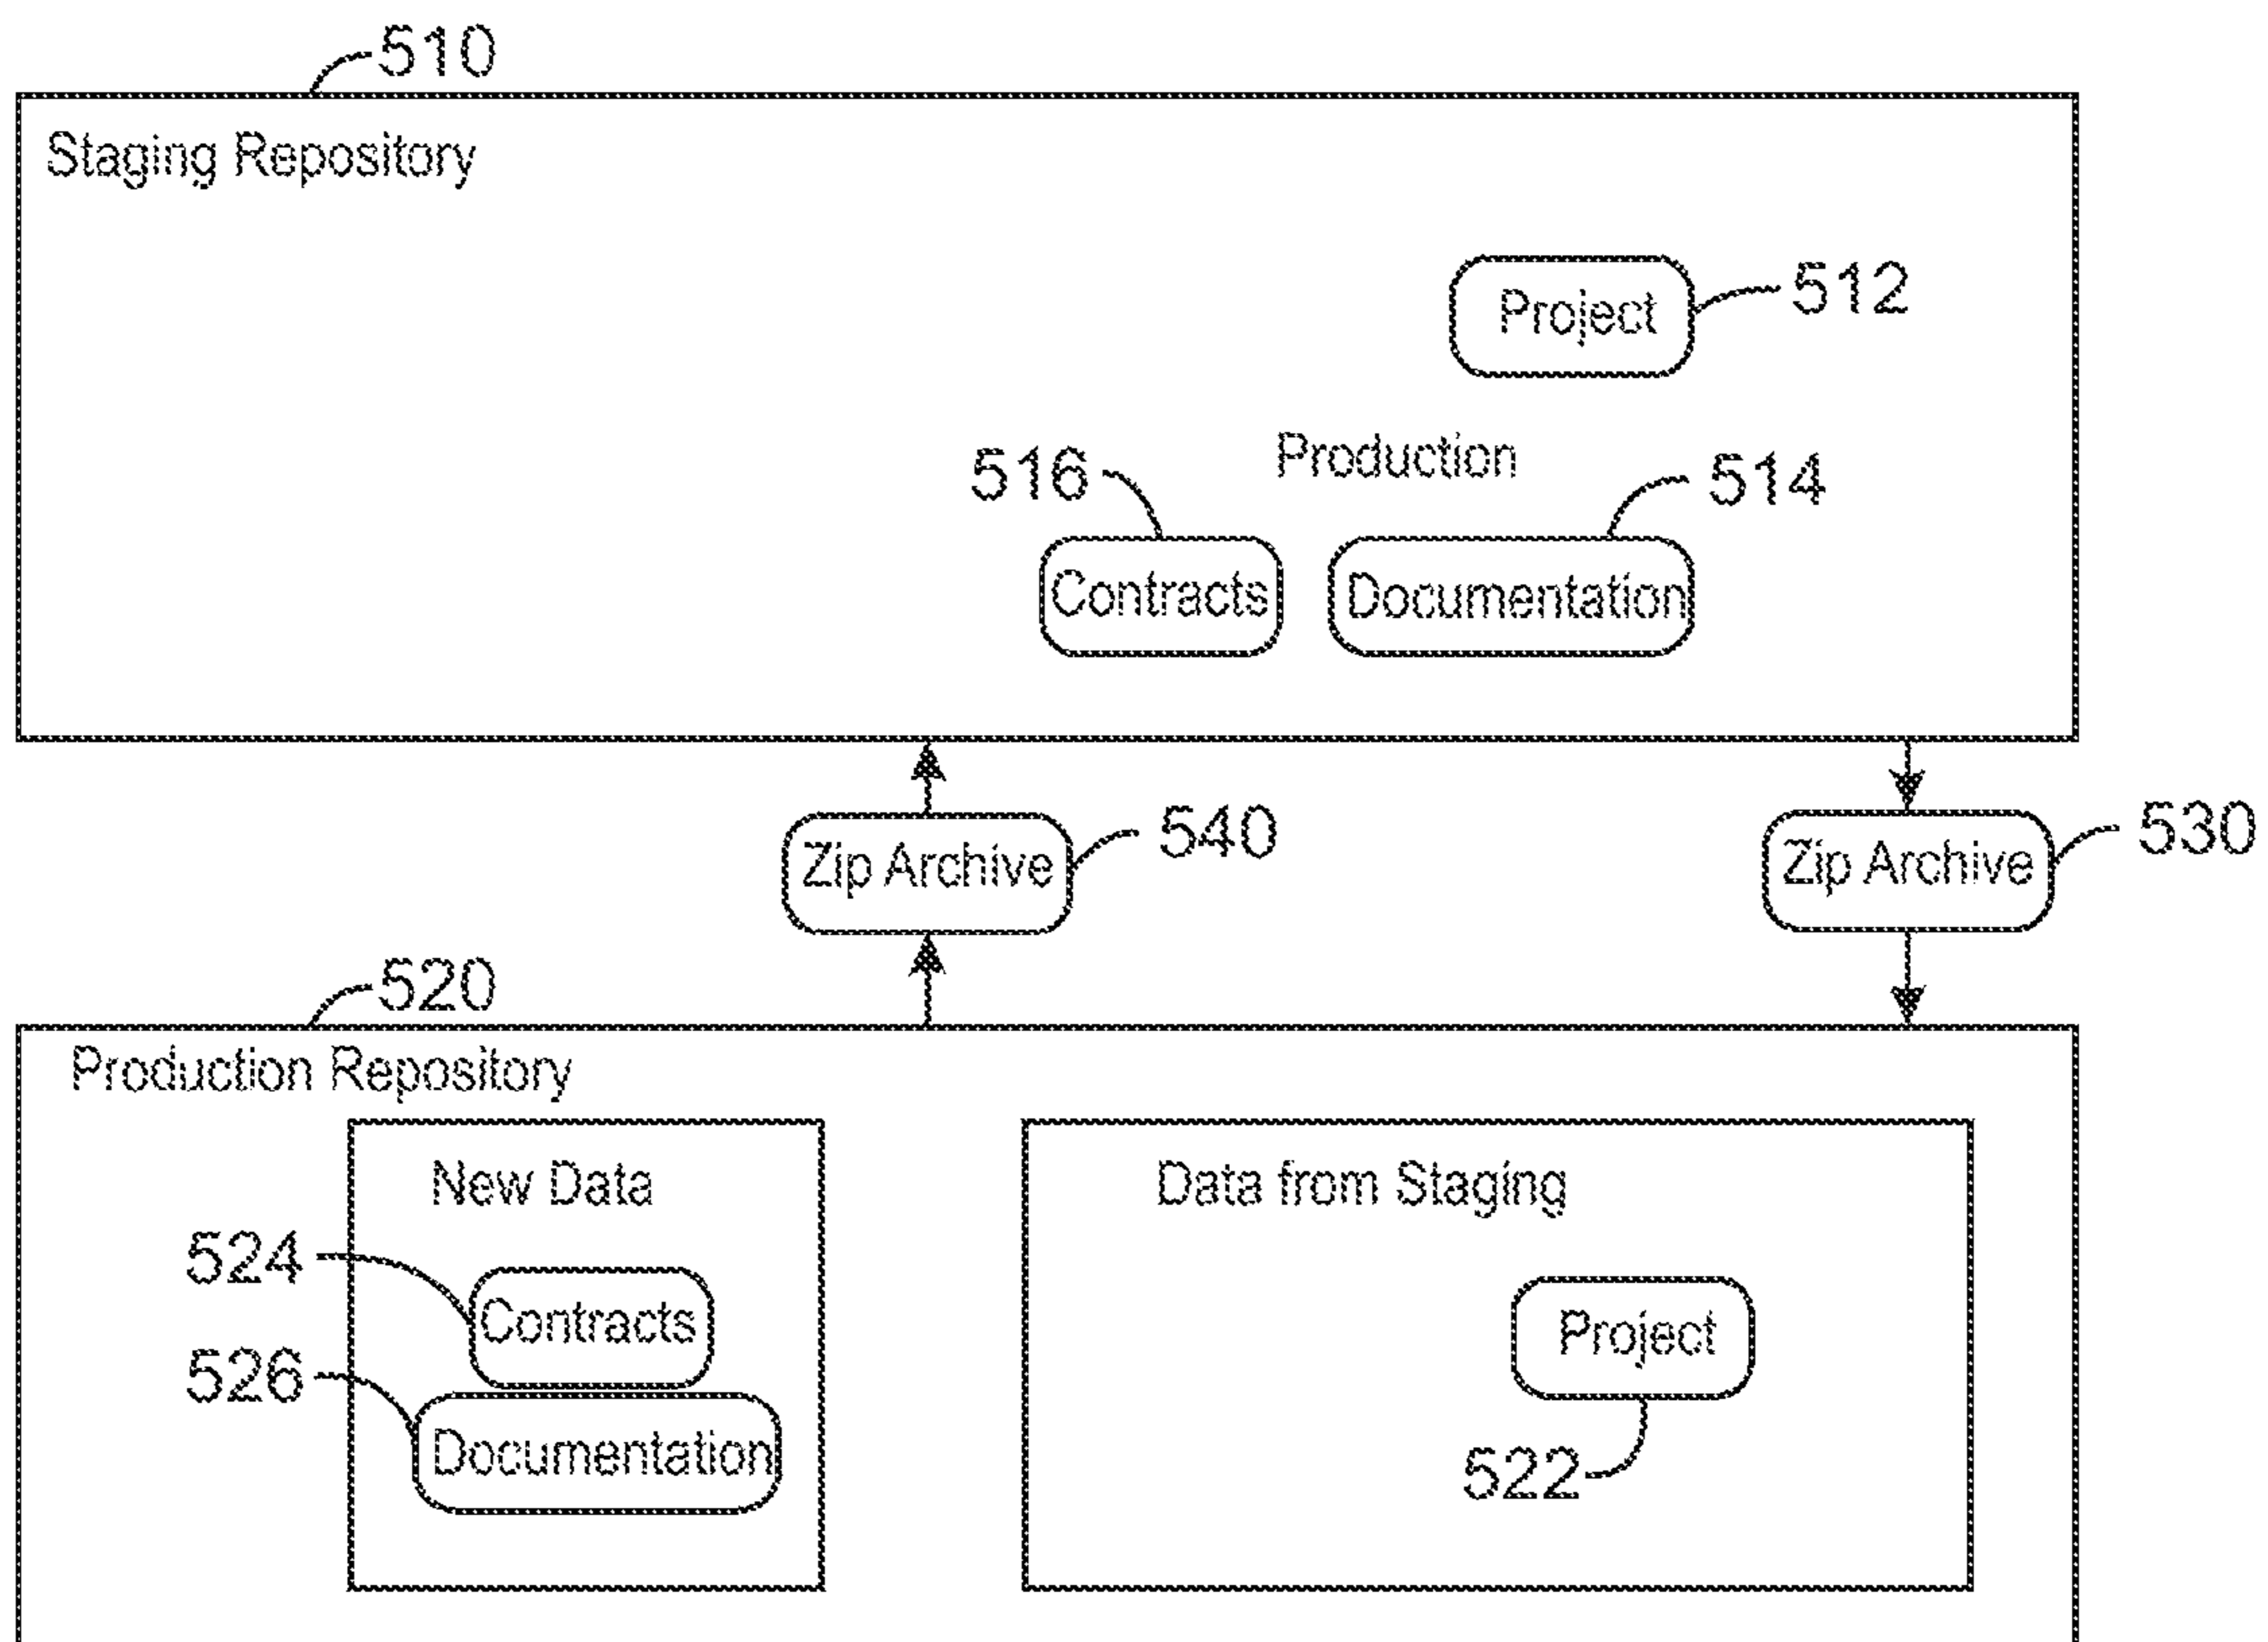 510
Staging Repository
Project
512
Production
516
514
Contracts
Documentation
Zip Archive
540
Zip Archive
530
520
Production Repository
New Data
Data from Staging
524
Contracts
Project
526
Documentation
522